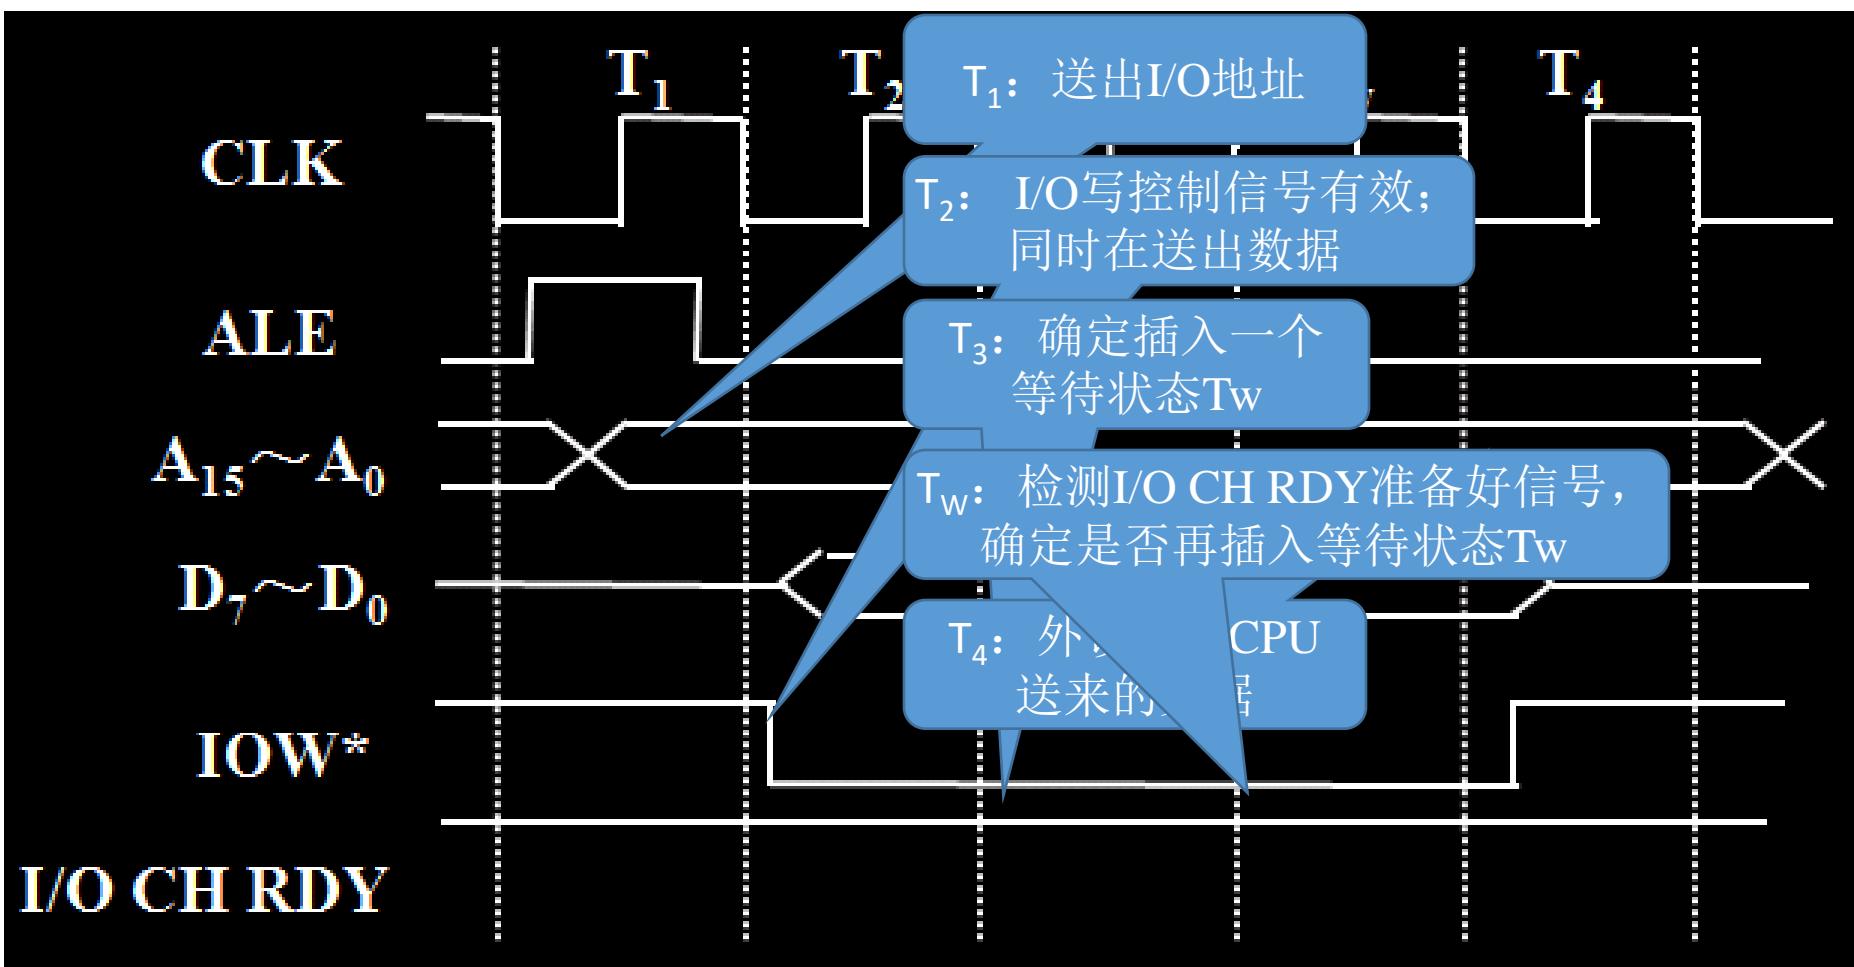 T1 T2 T4
CLK
ALE
A15～A0
D7～D0
IOW*
I/O CH RDY
T1：送出I/O地址
T2： I/O写控制信号有效；
同时在送出数据
T3：确定插入一个
等待状态Tw
TW：检测I/O CH RDY准备好信号，
确定是否再插入等待状态Tw
T4：外 CPU
送来的